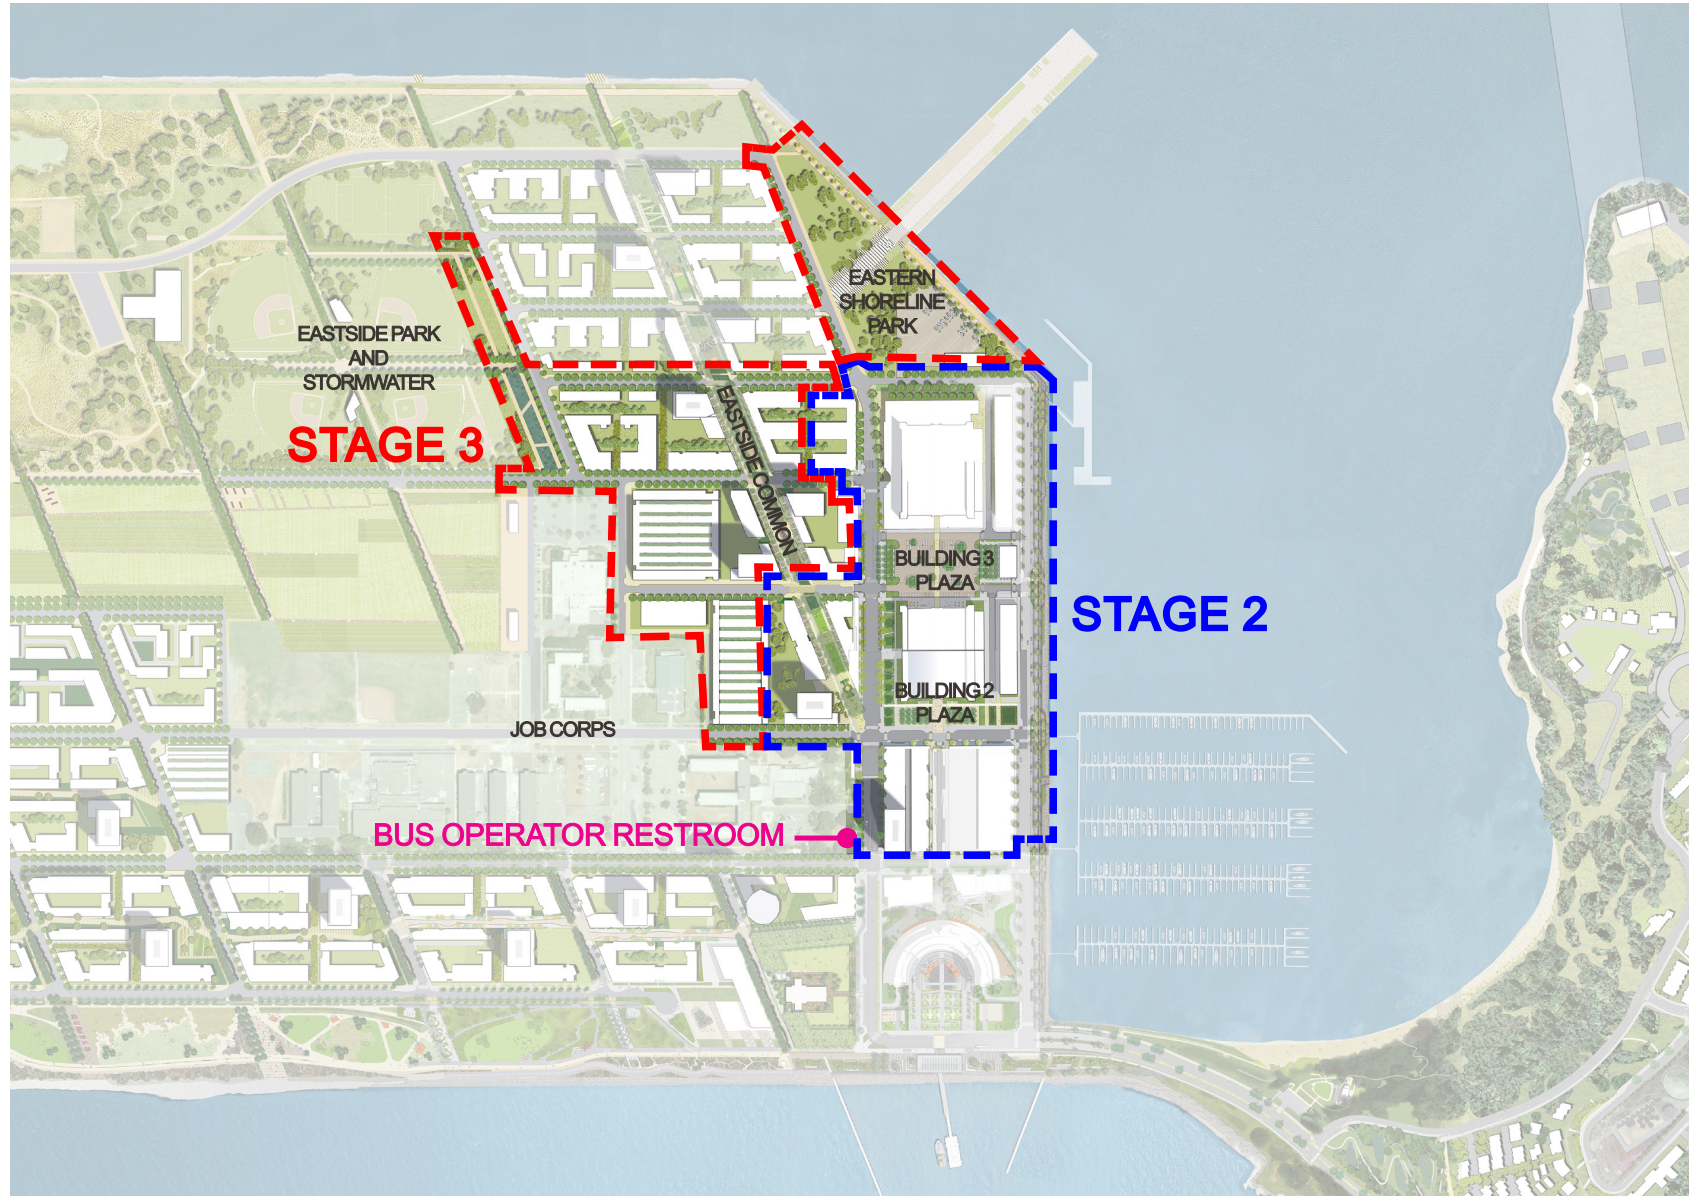 EASTERN
SHORELINE
PARK
EASTSIDE PARK
AND
STORMWATER
STAGE 3
EASTSIDE COMMON
BUILDING 3
PLAZA
STAGE 2
BUILDING 2
PLAZA
JOB CORPS
BUS OPERATOR RESTROOM